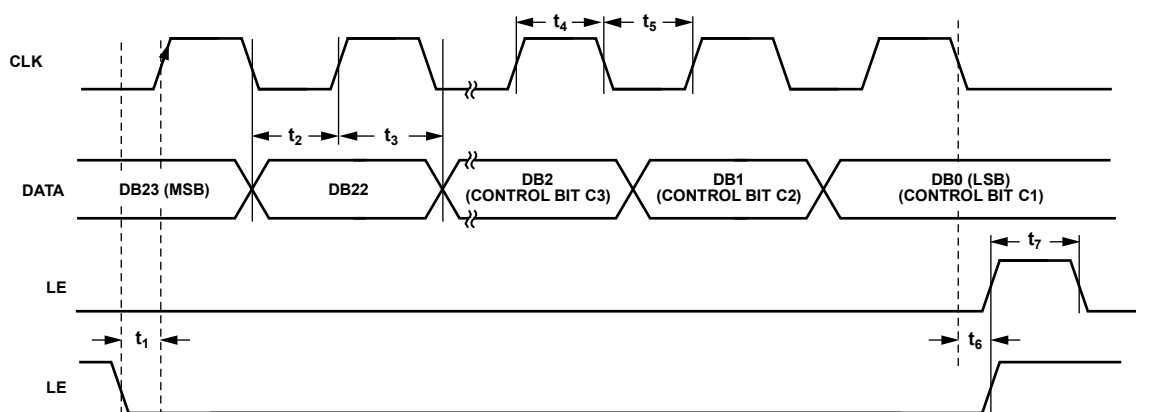 CLK
t4
t5
t2
t3
DATA
DB23 (MSB)
DB22
DB2
(CONTROL BIT C3)
DB1
(CONTROL BIT C2)
DB0 (LSB)
(CONTROL BIT C1)
t7
LE
t1
t6
LE